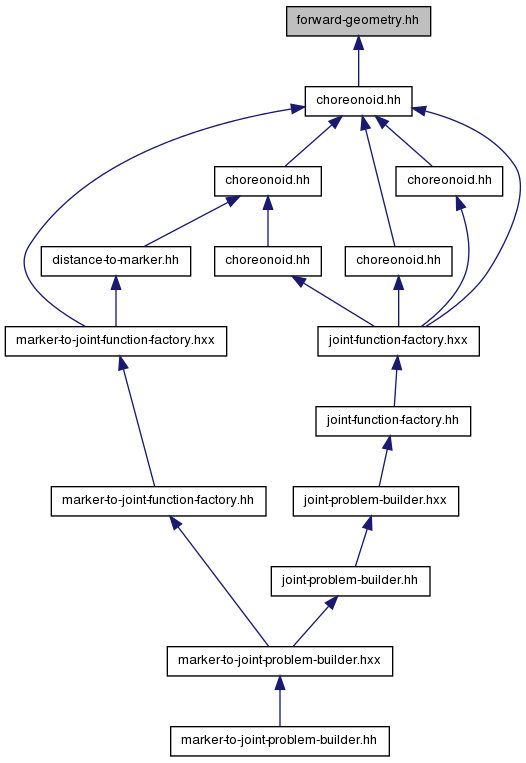 forward-geometry.hh
choreonoid.hh
choreonoid.hh
choreonoid.hh
distance-to-marker.hh
choreonoid.hh
choreonoid.hh
marker-to-joint-function-factory.hxx
joint-function-factory.hxx
joint-function-factory.hh
marker-to-joint-function-factory.hh
joint-problem-builder.hxx
joint-problem-builder.hh
marker-to-joint-problem-builder.hxx
marker-to-joint-problem-builder.hh